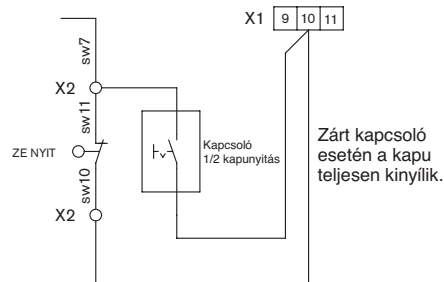 X1 9 10 11
sw7
X2
sw11
ZE NYIT
Kapcsoló
1/2 kapunyitás
Zárt kapcsoló
esetén a kapu
teljesen kinyílik.
sw10
X2